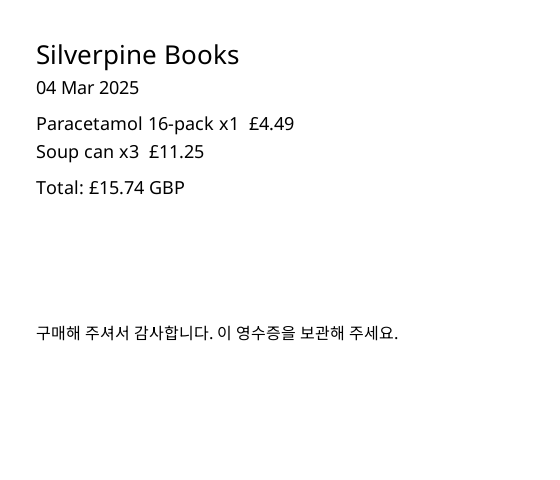 Silverpine Books
04 Mar 2025
Paracetamol 16-pack x1  £4.49
Soup can x3  £11.25
Total: £15.74 GBP
구매해 주셔서 감사합니다. 이 영수증을 보관해 주세요.